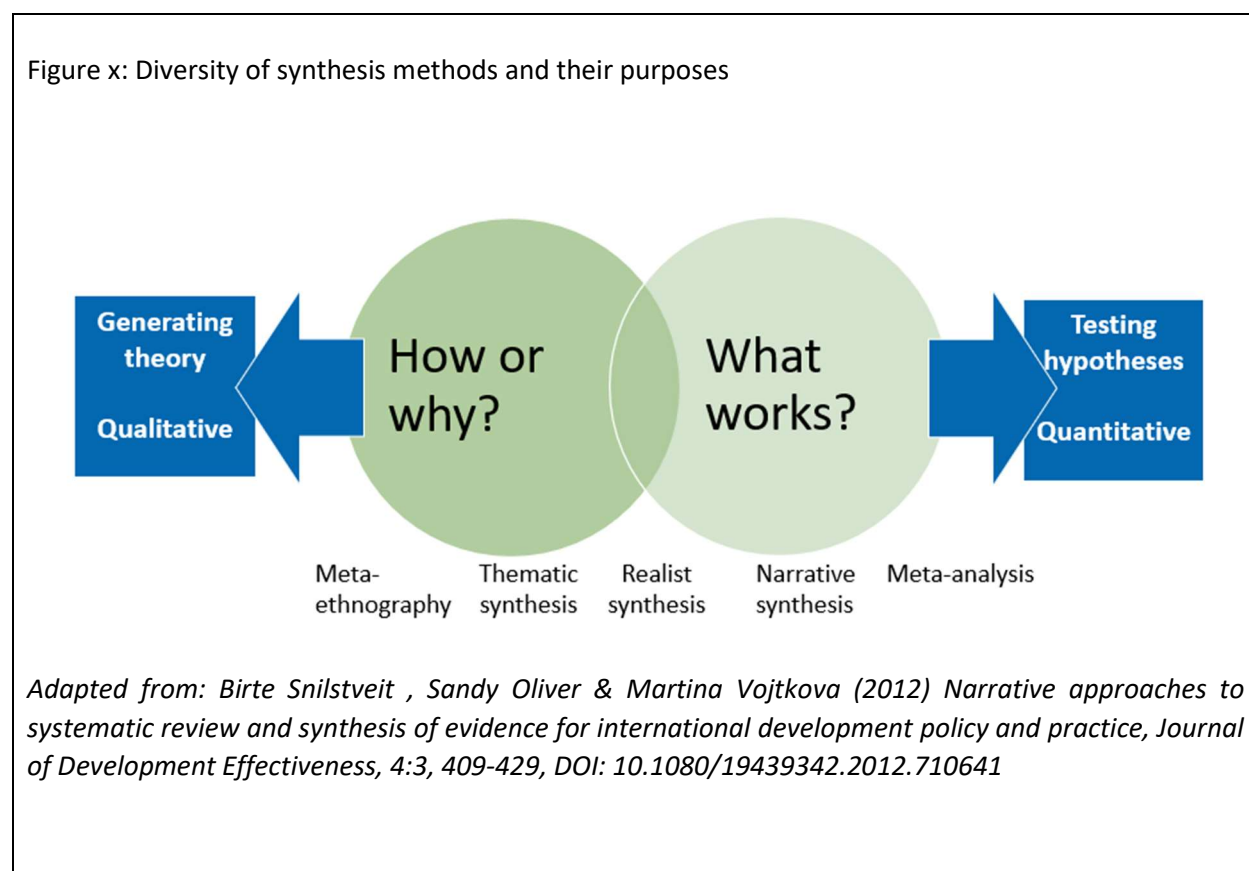 Figure x: Diversity of synthesis methods and their purposes
Generating
theory
Qualitative
How or
why?
What
works?
Testing
hypotheses
Quantitative
Meta-
ethnography
Thematic
synthesis
Realist
synthesis
Narrative
synthesis
Meta-analysis
Adapted from: Birte Snilstveit , Sandy Oliver & Martina Vojtkova (2012) Narrative approaches to
systematic review and synthesis of evidence for international development policy and practice, Journal
of Development Effectiveness, 4:3, 409-429, DOI: 10.1080/19439342.2012.710641